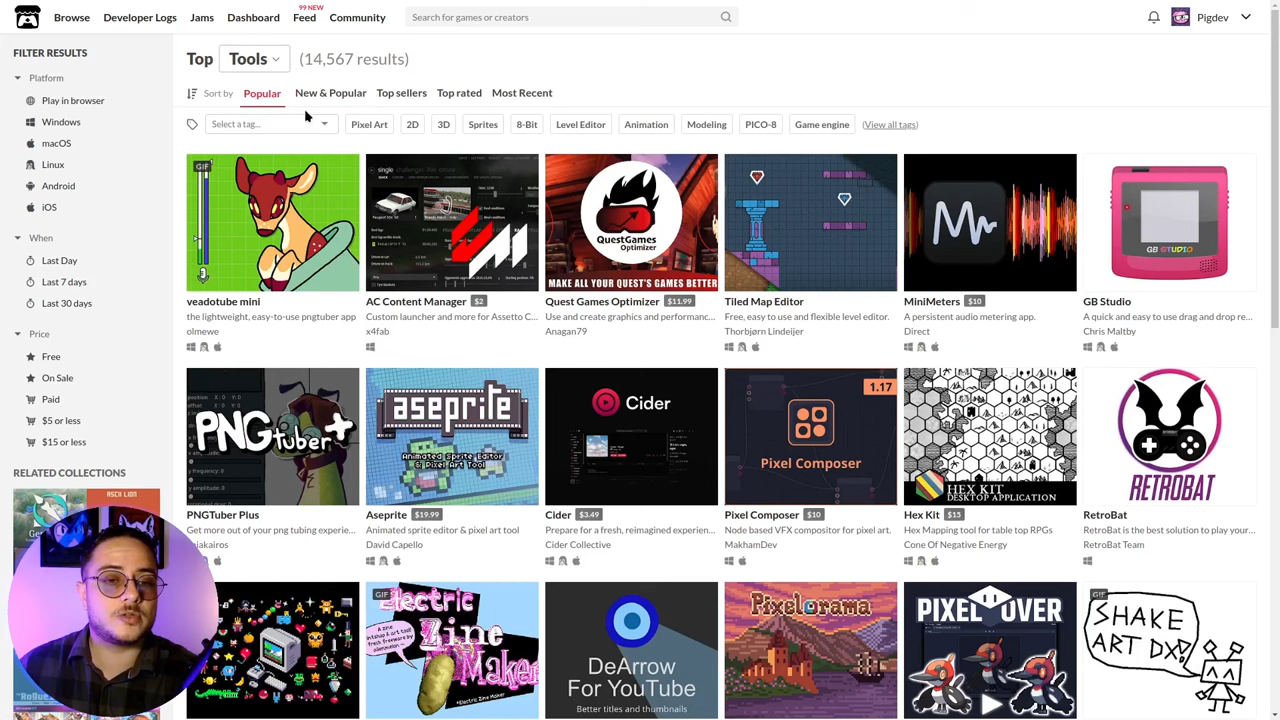 99 NEW
Browse Developer Logs Jams Dashboard Feed Community Search for games or creators Pigdev
FILTER RESULTS
Platform
Play in browser
Windows
macOS
Linux
Android
iOS
When
Last Day
Last 7 days
Last 30 days
Price
Free
On Sale
Paid
$5 or less
$15 or less
RELATED COLLECTIONS
ASCII LION
Top Tools (14,567 results)
Sort by Popular New & Popular Top sellers Top rated Most Recent
Select a tag... Pixel Art 2D 3D Sprites 8-Bit Level Editor Animation Modeling PICO-8 Game engine (View all tags)
GIF
veadotube mini
the lightweight, easy-to-use pngtuber app
olmewe
single
AC Content Manager $2
Custom launcher and more for Assetto C...
x4fab
QuestGames
Optimizer
MAKE ALL YOUR QUEST'S GAMES BETTER
Quest Games Optimizer $11.99
Use and create graphics and performanc...
Anagan79
Tiled Map Editor
Free, easy to use and flexible level editor.
Thorbjørn Lindeijer
MiniMeters $10
A persistent audio metering app.
Direct
GB STUDIO
GB Studio
A quick and easy to use drag and drop re...
Chris Maltby
PNGtuber+
PNGTuber Plus
Get more out of your png tubing experie...
aiakairos
aseprite
Animated Sprite Editor
& Pixel Art Tool
Aseprite $19.99
Animated sprite editor & pixel art tool
David Capello
Cider
Cider $3.49
Prepare for a fresh, reimagined experien...
Cider Collective
1.17
Pixel Composer
Pixel Composer $10
Node based VFX compositor for pixel art.
MakhamDev
HEX KIT
DESKTOP APPLICATION
Hex Kit $15
Hex Mapping tool for table top RPGs
Cone Of Negative Energy
RETROBAT
RetroBat
RetroBat is the best solution to play your...
RetroBat Team
GIF
Electric
Zine
Maker
DeArrow
For YouTube
Better titles and thumbnails
Pixelorama
PIXEL OVER
GIF
SHAKE
ART DX!